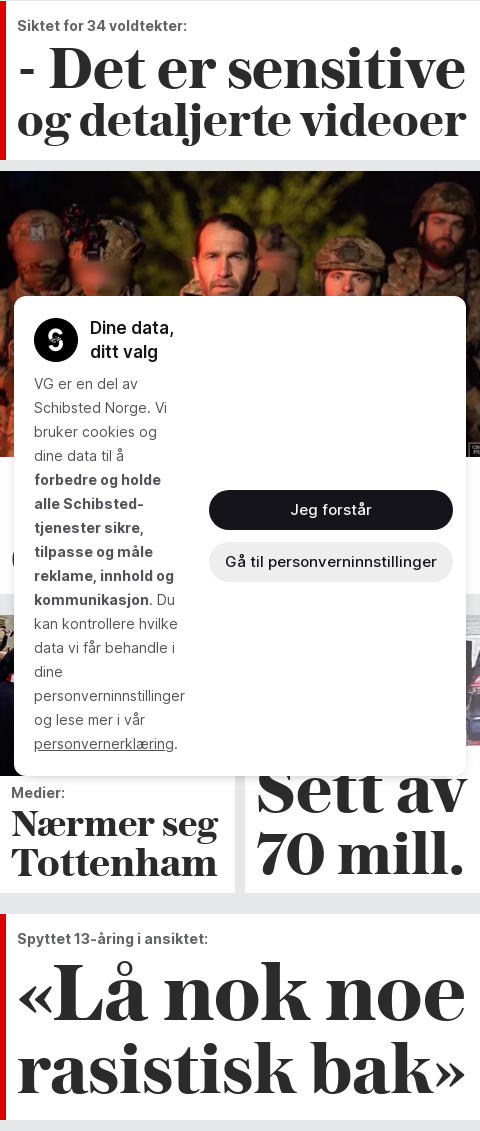 Siktet for 34 voldtekter:
- Det er sensitive
og detaljerte videoer
Dine data,
ditt valg
VG er en del av
Schibsted Norge. Vi
bruker cookies og
dine data til å
forbedre og holde
alle Schibsted-
tjenester sikre,
tilpasse og måle
reklame, innhold og
kommunikasjon. Du
kan kontrollere hvilke
data vi får behandle i
dine
personverninnstillinger
og lese mer i vår
personvernerklæring.
Jeg forstår
Gå til personverninnstillinger
Medier:
Nærmer seg
Tottenham
Sett av
70 mill.
Spyttet 13-åring i ansiktet:
«Lå nok noe
rasistisk bak»